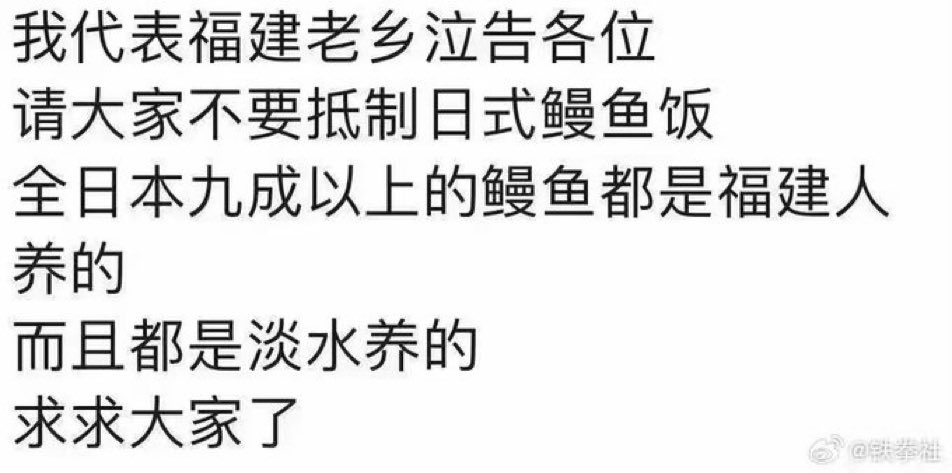 我代表福建老乡泣告各位
请大家不要抵制日式鳗鱼饭
全日本九成以上的鳗鱼都是福建人
养的
而且都是淡水养的
求求大家了
@铁拳社